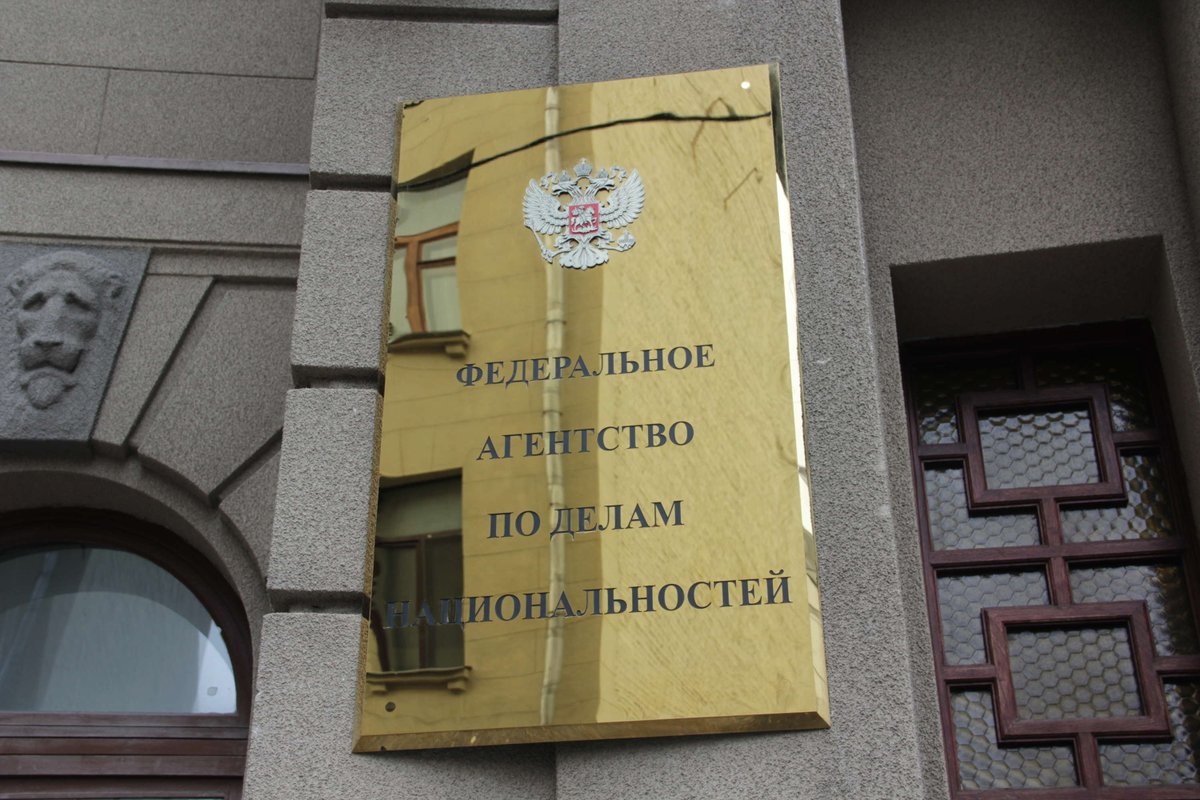 ФЕДЕРАЛЬНОЕ
АГЕНТСТВО
ПО ДЕЛАМ
НАЦИОНАЛЬНОСТЕЙ